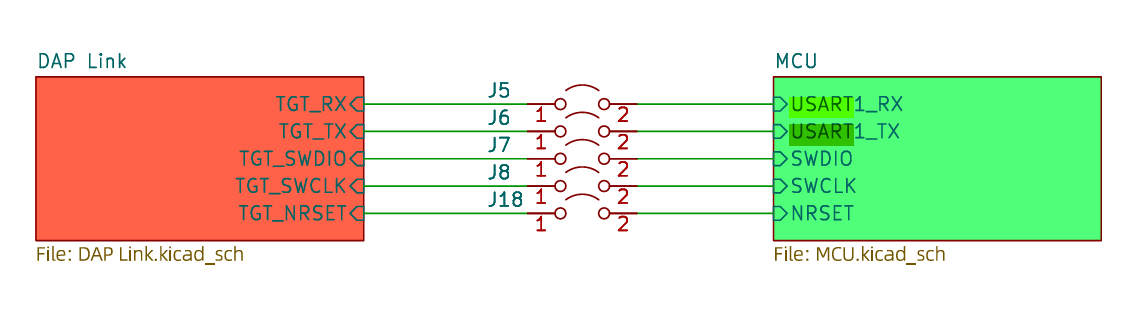 DAP Link MCU
J5
TGT_RX USART1_RX
1 2
J6
TGT_TX USART1_TX
1 2
J7
TGT_SWDIO SWDIO
1 2
J8
TGT_SWCLK SWCLK
1 2
J18
TGT_NRSET NRSET
1 2
File: DAP Link.kicad_sch File: MCU.kicad_sch